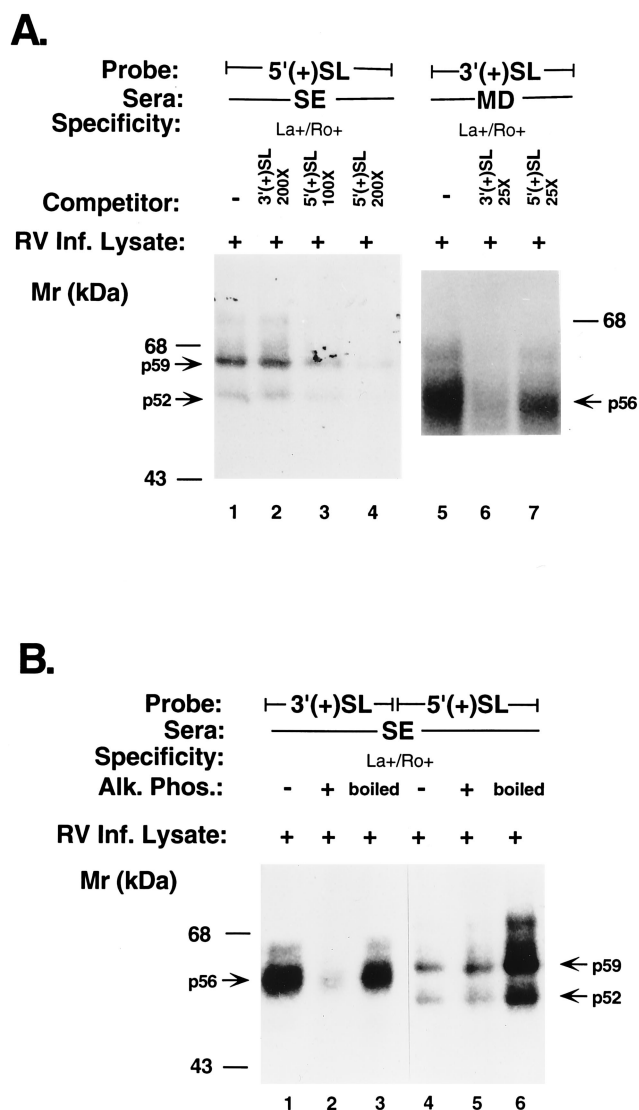 A.
Probe: 5'(+)SL 3'(+)SL
Sera: SE MD
Specificity: La+/Ro+ La+/Ro+
Competitor: - 3'(+)SL 200X 5'(+)SL 100X 5'(+)SL 200X - 3'(+)SL 25X 5'(+)SL 25X
RV Inf. Lysate: + + + + + + +
Mr (kDa)
68
68
p59
p52
p56
43
1 2 3 4 5 6 7
B.
Probe: 3'(+)SL 5'(+)SL
Sera: SE
Specificity: La+/Ro+
Alk. Phos.: - + boiled - + boiled
RV Inf. Lysate: + + + + + +
Mr (kDa)
68
p59
p56
p52
43
1 2 3 4 5 6